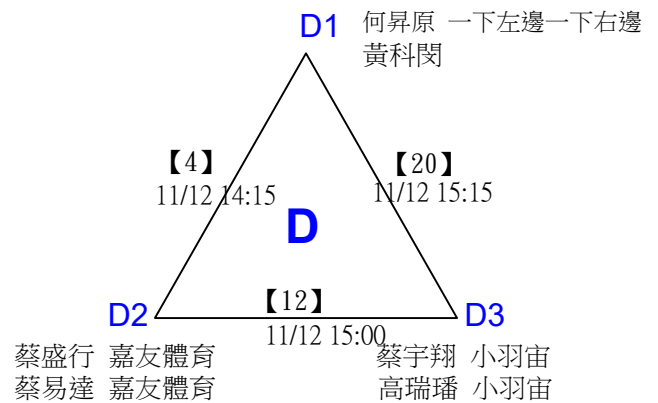 D1
何昇原 一下左邊一下右邊
黃科閔
【4】
11/12 14:15
【20】
11/12 15:15
D
【12】
11/12 15:00
D2
蔡盛行 嘉友體育
蔡易達 嘉友體育
D3
蔡宇翔 小羽宙
高瑞璠 小羽宙